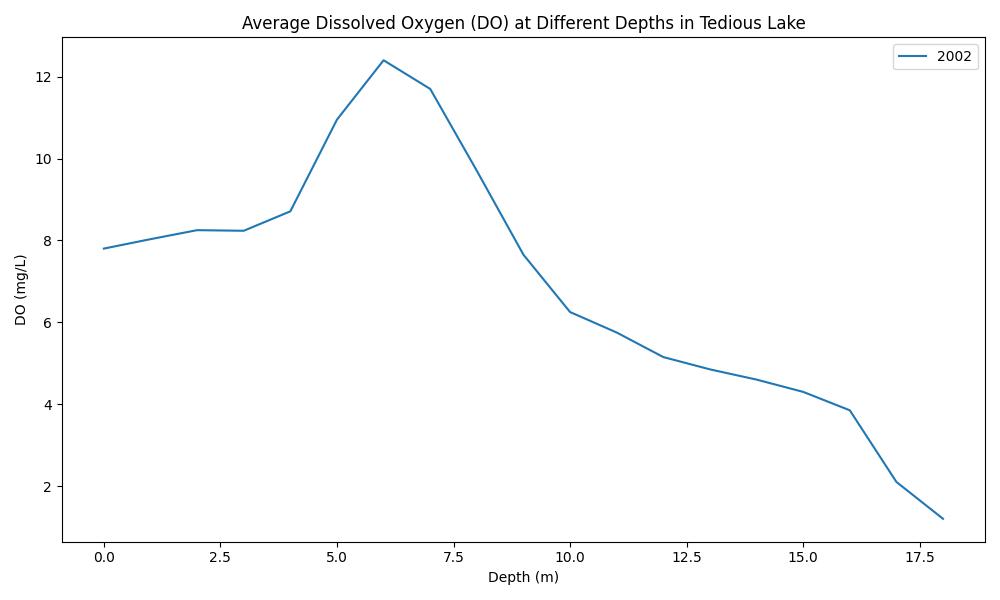 Average Dissolved Oxygen (DO) at Different Depths in Tedious Lake
2002
DO (mg/L)
12
10
8
6
4
2
0.0 2.5 5.0 7.5 10.0 12.5 15.0 17.5
Depth (m)